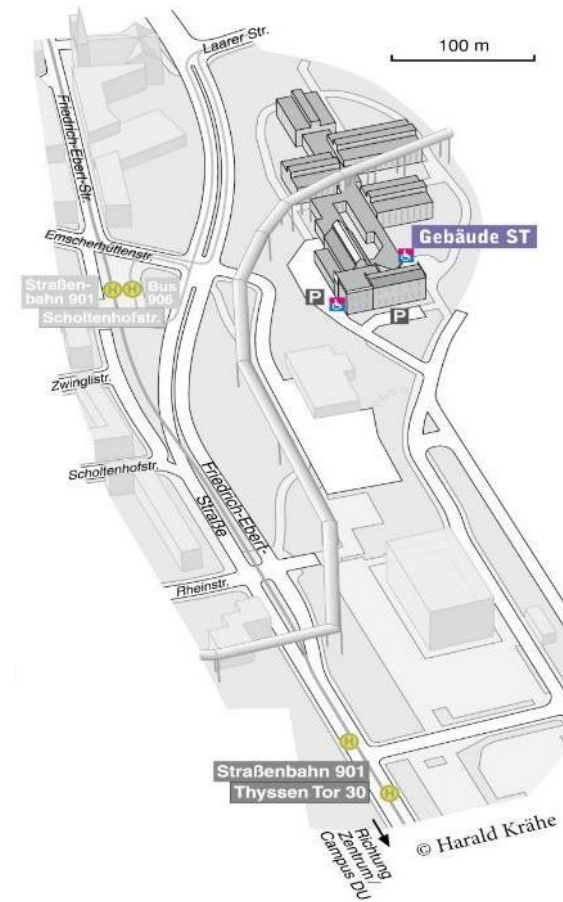 Laarer Str.
100 m
Friedrich-Ebert-Str.
Gebäude ST
Emscherhüttenstr.
Straßen-
bahn 901
H
H
Bus
906
Scholtenhofstr.
P
P
Zwinglistr.
Scholtenhofstr.
Friedrich-Ebert-
Straße
Rheinstr.
H
Straßenbahn 901
Thyssen Tor 30
H
Richtung
Zentrum /
Campus DU
© Harald Krähe